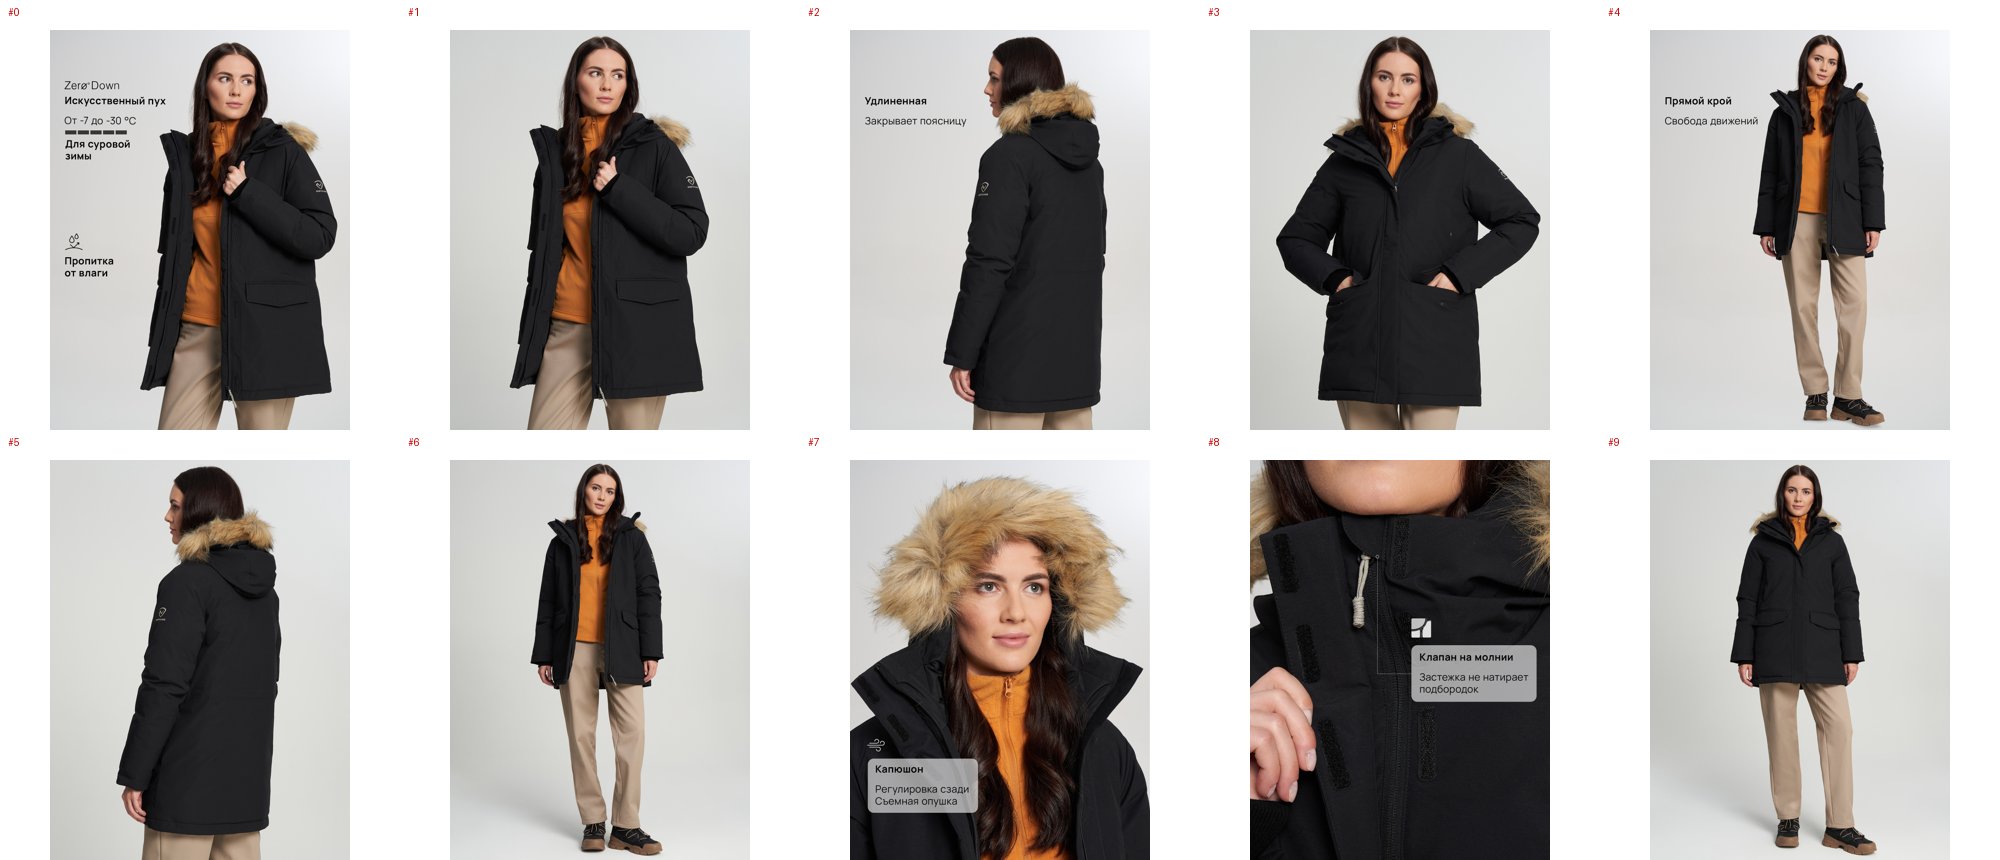 #0
#1
#2
#3
#4
Zerø°Down
Искусственный пух
От -7 до -30 °C
Для суровой
зимы
Пропитка
от влаги
Удлиненная
Закрывает поясницу
Прямой крой
Свобода движений
#5
#6
#7
#8
#9
Капюшон
Регулировка сзади
Съемная опушка
Клапан на молнии
Застежка не натирает
подбородок